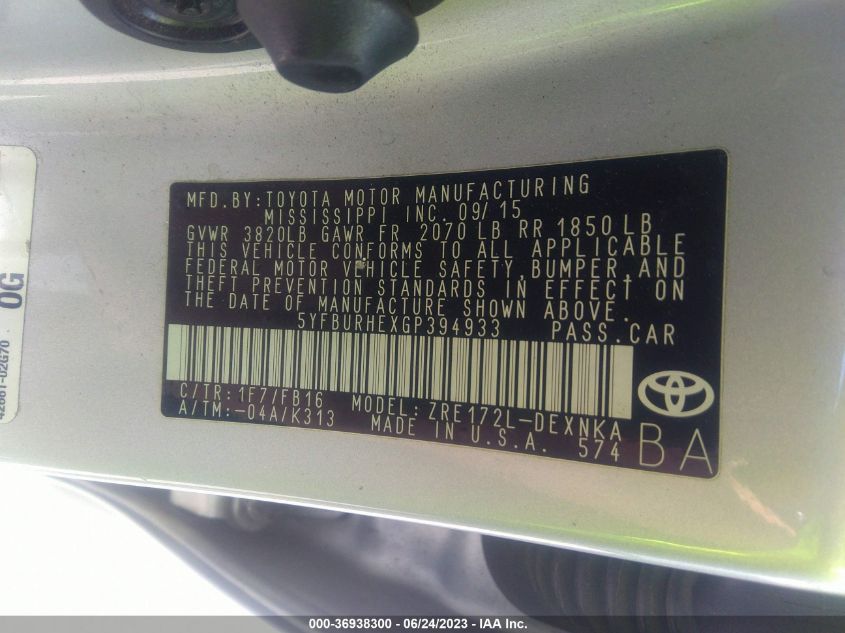 MFD. BY: TOYOTA MOTOR MANUFACTURING
MISSISSIPPI INC. 09/15
GVWR 3820LB GAWR FR 2070 LB RR 1850 LB
THIS VEHICLE CONFORMS TO ALL APPLICABLE
FEDERAL MOTOR VEHICLE SAFETY, BUMPER, AND
THEFT PREVENTION STANDARDS IN EFFECT ON
THE DATE OF MANUFACTURE SHOWN ABOVE.
5YFBURHEXGP394933 PASS. CAR
C/TR: 1F7/FB16 MODEL: ZRE172L-DEXNKA
A/TM: -04A/K313 MADE IN U.S.A. 574
BA
0G
000-36938300 - 06/24/2023 - Copyright © IAA, Inc.